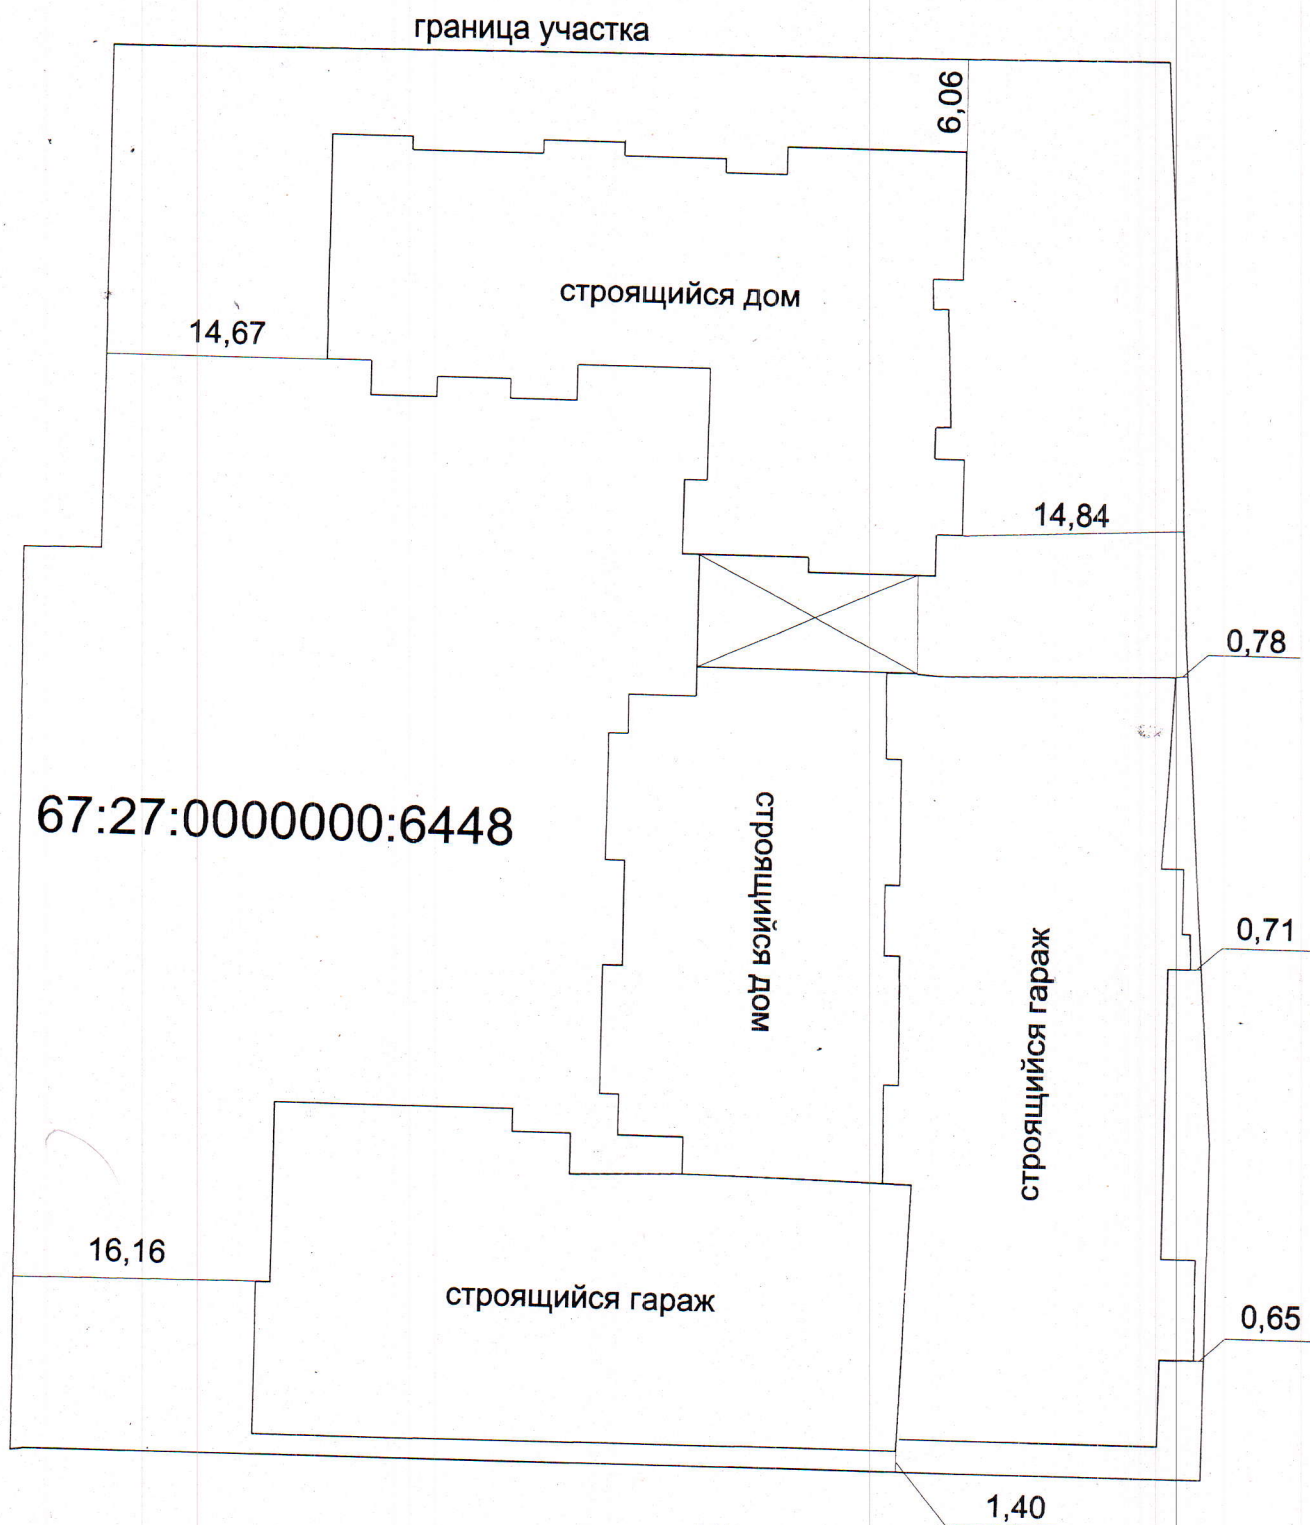 граница участка
6,06
строящийся дом
14,67
14,84
0,78
67:27:0000000:6448
строящийся дом
0,71
строящийся гараж
16,16
строящийся гараж
0,65
1,40